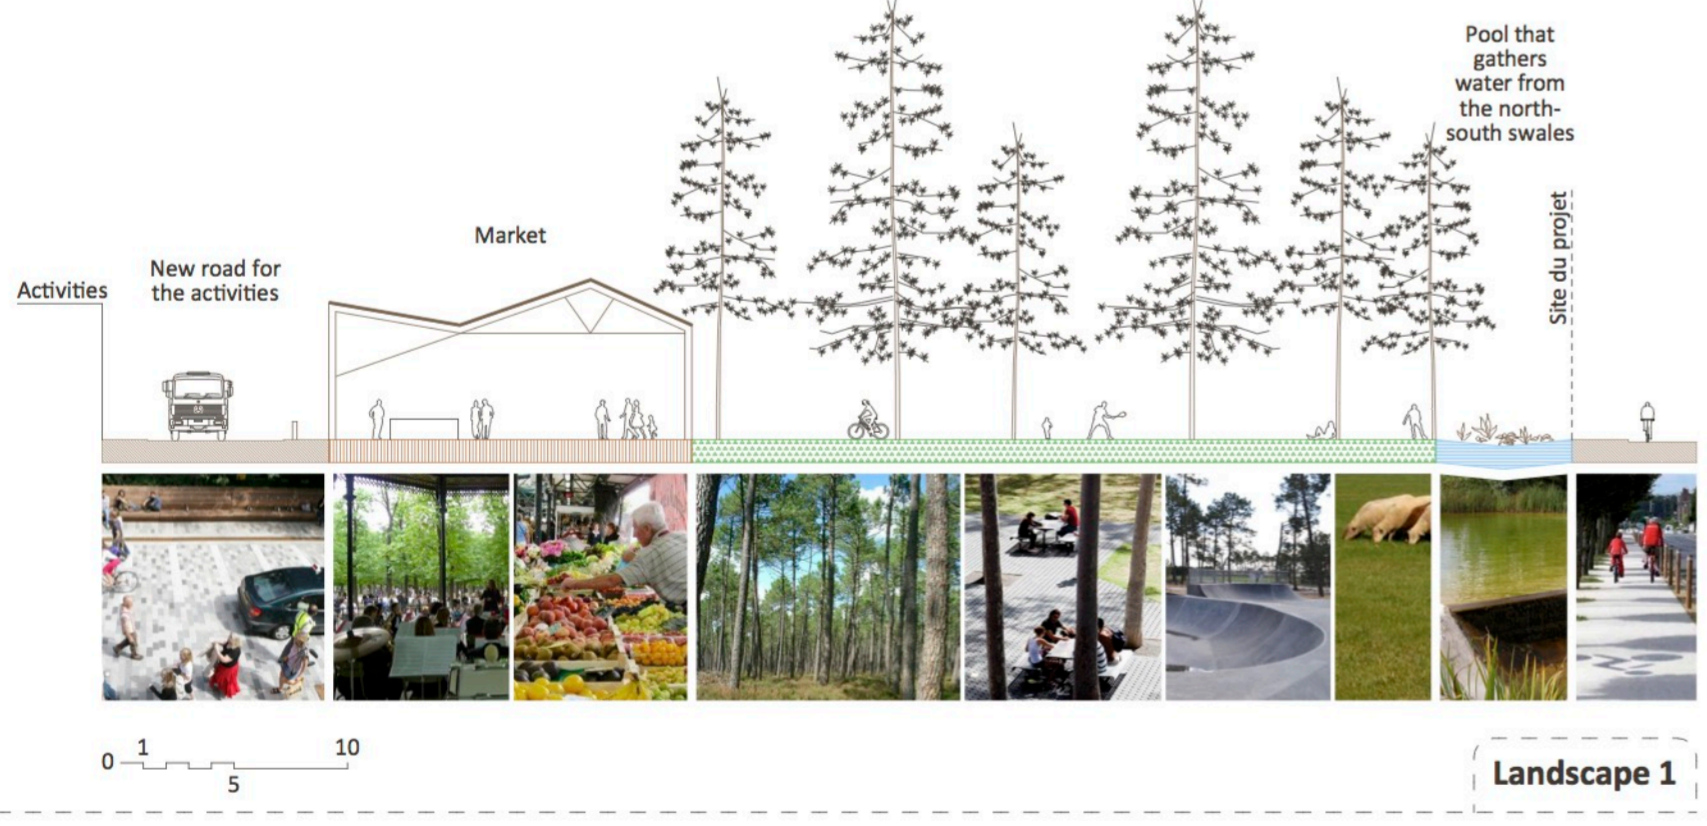 Pool that
gathers
water from
the north-
south swales
Site du projet
Market
New road for
the activities
Activities
0 1 5 10
Landscape 1